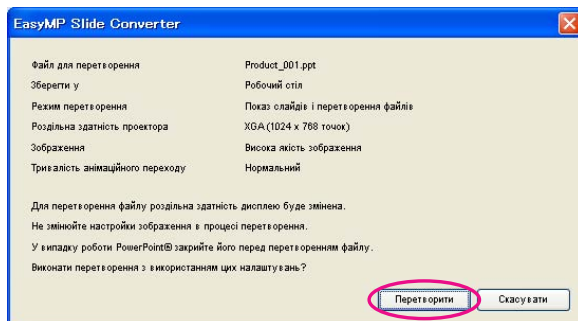 EasyMP Slide Converter
Файл для перетворення Product_001.ppt
Зберегти у Робочий стіл
Режим перетворення Показ слайдів і перетворення файлів
Роздільна здатність проектора XGA (1024 x 768 точок)
Зображення Висока якість зображення
Тривалість анімаційного переходу Нормальний
Для перетворення файлу роздільна здатність дисплею буде змінена.
Не змінюйте настройки зображення в процесі перетворення.
У випадку роботи PowerPoint® закрийте його перед перетворенням файлу.
Виконати перетворення з використанням цих налаштувань?
Перетворити Скасувати